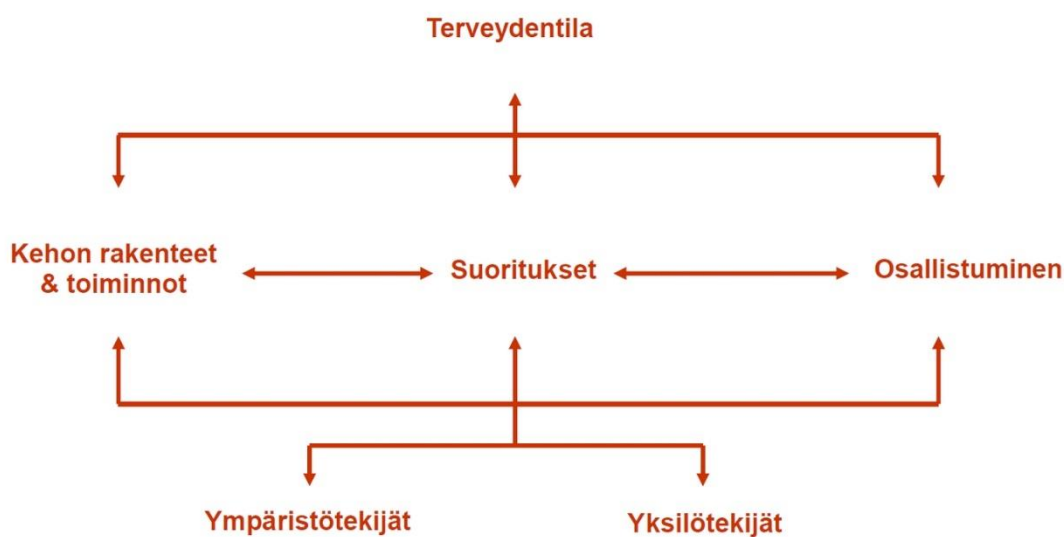 Terveydentila
Kehon rakenteet
& toiminnot
Suoritukset
Osallistuminen
Ympäristötekijät
Yksilötekijät